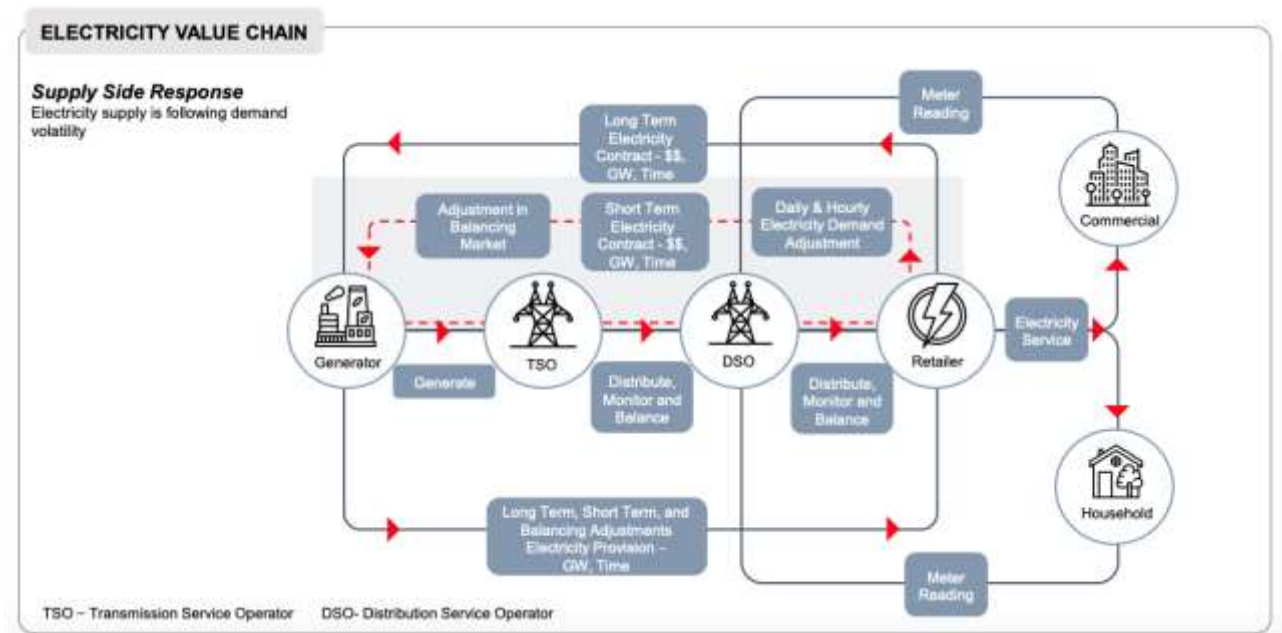 ELECTRICITY VALUE CHAIN
Supply Side Response
Electricity supply is following demand
volatility
Meter
Reading
Long Term
Electricity
Contract - $$,
GW, Time
Commercial
Adjustment in
Balancing
Market
Short Term
Electricity
Contract - $$,
GW, Time
Daily & Hourly
Electricity Demand
Adjustment
Generator
TSO
DSO
Retailer
Electricity
Service
Generate
Distribute,
Monitor and
Balance
Distribute,
Monitor and
Balance
Household
Long Term, Short Term, and
Balancing Adjustments
Electricity Provision –
GW, Time
Meter
Reading
TSO – Transmission Service Operator
DSO- Distribution Service Operator